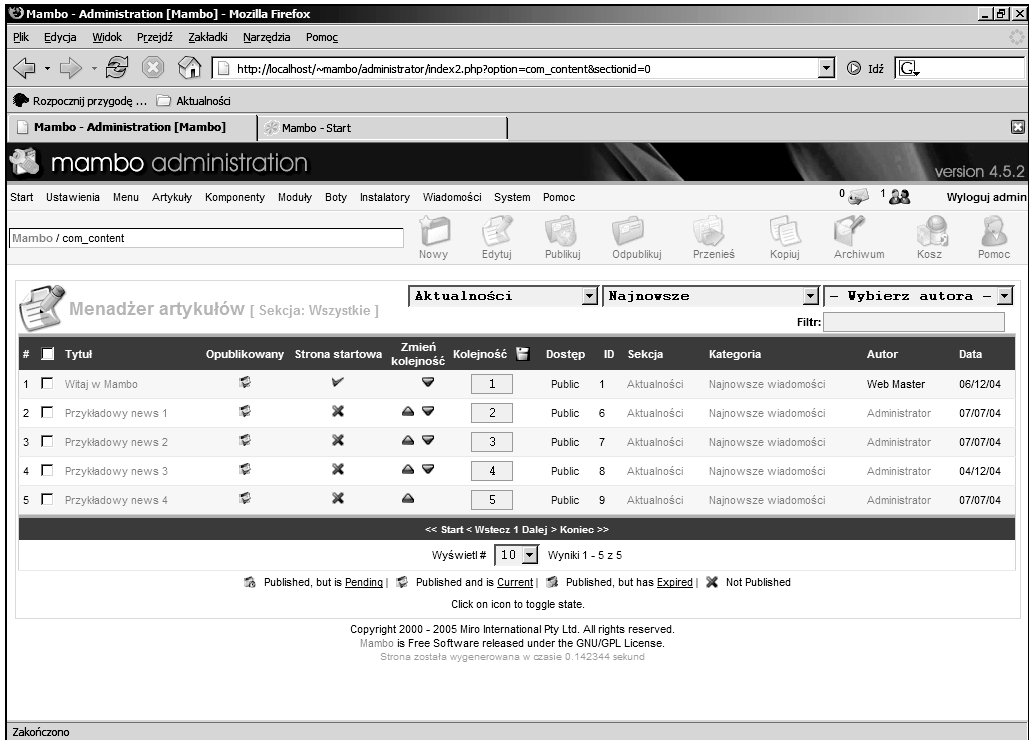 Mambo - Administration [Mambo] - Mozilla Firefox
Plik Edycja Widok Przejdź Zakładki Narzędzia Pomoc
http://localhost/~mambo/administrator/index2.php?option=com_content&sectionid=0 Idź G
Rozpocznij przygodę ... Aktualności
Mambo - Administration [Mambo] Mambo - Start
mambo administration
version 4.5.2
Start Ustawienia Menu Artykuły Komponenty Moduły Boty Instalatory Wiadomości System Pomoc 0 1 Wyloguj admin
Mambo / com_content
Nowy Edytuj Publikuj Odpublikuj Przenieś Kopiuj Archiwum Kosz Pomoc
Menadżer artykułów [ Sekcja: Wszystkie ] Aktualności Najnowsze - Wybierz autora -
Filtr:
# Tytuł Opublikowany Strona startowa Zmień kolejność Kolejność Dostęp ID Sekcja Kategoria Autor Data
1 Witaj w Mambo 1 Public 1 Aktualności Najnowsze wiadomości Web Master 06/12/04
2 Przykładowy news 1 2 Public 6 Aktualności Najnowsze wiadomości Administrator 07/07/04
3 Przykładowy news 2 3 Public 7 Aktualności Najnowsze wiadomości Administrator 07/07/04
4 Przykładowy news 3 4 Public 8 Aktualności Najnowsze wiadomości Administrator 04/12/04
5 Przykładowy news 4 5 Public 9 Aktualności Najnowsze wiadomości Administrator 07/07/04
<< Start < Wstecz 1 Dalej > Koniec >>
Wyświetl # 10 Wyniki 1 - 5 z 5
Published, but is Pending | Published and is Current | Published, but has Expired | Not Published
Click on icon to toggle state.
Copyright 2000 - 2005 Miro International Pty Ltd. All rights reserved.
Mambo is Free Software released under the GNU/GPL License.
Strona została wygenerowana w czasie 0.142344 sekund
Zakończono